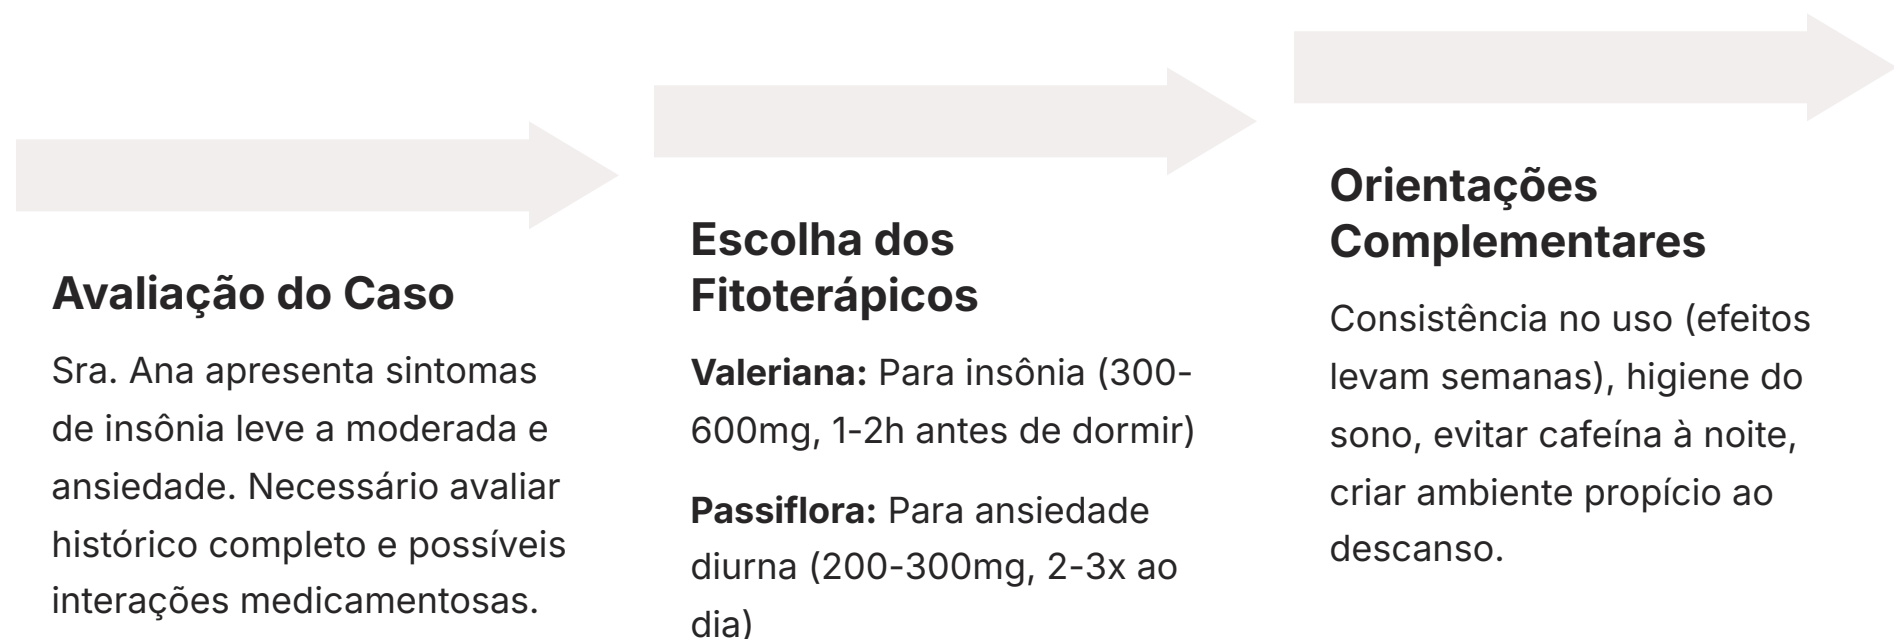 Avaliação do Caso
Sra. Ana apresenta sintomas
de insônia leve a moderada e
ansiedade. Necessário avaliar
histórico completo e possíveis
interações medicamentosas.
Escolha dos
Fitoterápicos
Valeriana: Para insônia (300-
600mg, 1-2h antes de dormir)
Passiflora: Para ansiedade
diurna (200-300mg, 2-3x ao
dia)
Orientações
Complementares
Consistência no uso (efeitos
levam semanas), higiene do
sono, evitar cafeína à noite,
criar ambiente propício ao
descanso.